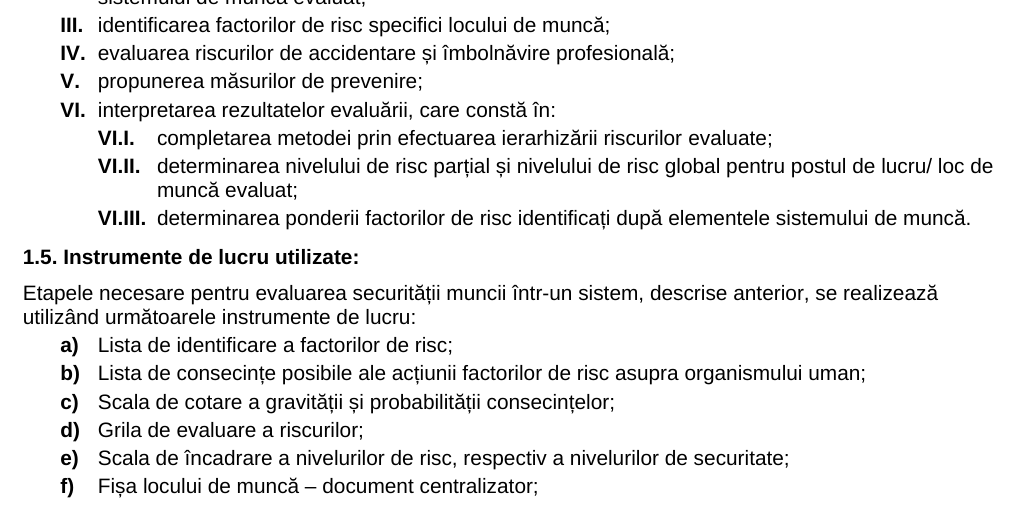 sistemului de muncă evaluat;
III. identificarea factorilor de risc specifici locului de muncă;
IV. evaluarea riscurilor de accidentare și îmbolnăvire profesională;
V. propunerea măsurilor de prevenire;
VI. interpretarea rezultatelor evaluării, care constă în:
VI.I. completarea metodei prin efectuarea ierarhizării riscurilor evaluate;
VI.II. determinarea nivelului de risc parțial și nivelului de risc global pentru postul de lucru/ loc de
muncă evaluat;
VI.III. determinarea ponderii factorilor de risc identificați după elementele sistemului de muncă.
1.5. Instrumente de lucru utilizate:
Etapele necesare pentru evaluarea securității muncii într-un sistem, descrise anterior, se realizează
utilizând următoarele instrumente de lucru:
a) Lista de identificare a factorilor de risc;
b) Lista de consecințe posibile ale acțiunii factorilor de risc asupra organismului uman;
c) Scala de cotare a gravității și probabilității consecințelor;
d) Grila de evaluare a riscurilor;
e) Scala de încadrare a nivelurilor de risc, respectiv a nivelurilor de securitate;
f) Fișa locului de muncă – document centralizator;